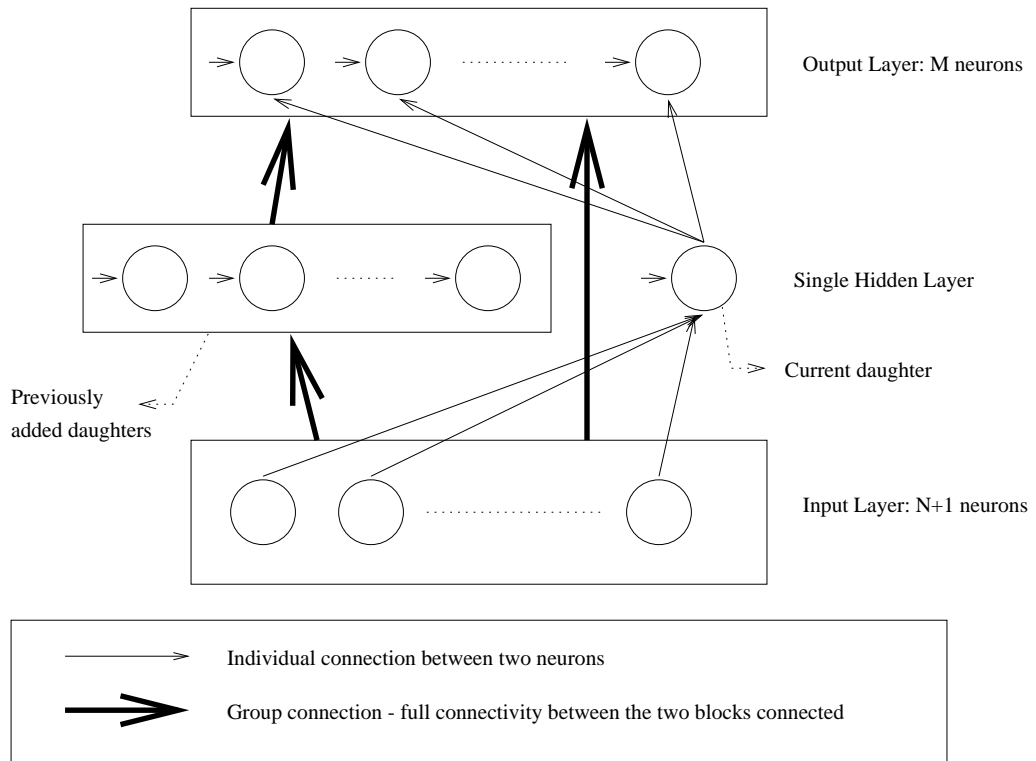 Output Layer: M neurons
Single Hidden Layer
Current daughter
Previously
added daughters
Input Layer: N+1 neurons
Individual connection between two neurons
Group connection - full connectivity between the two blocks connected